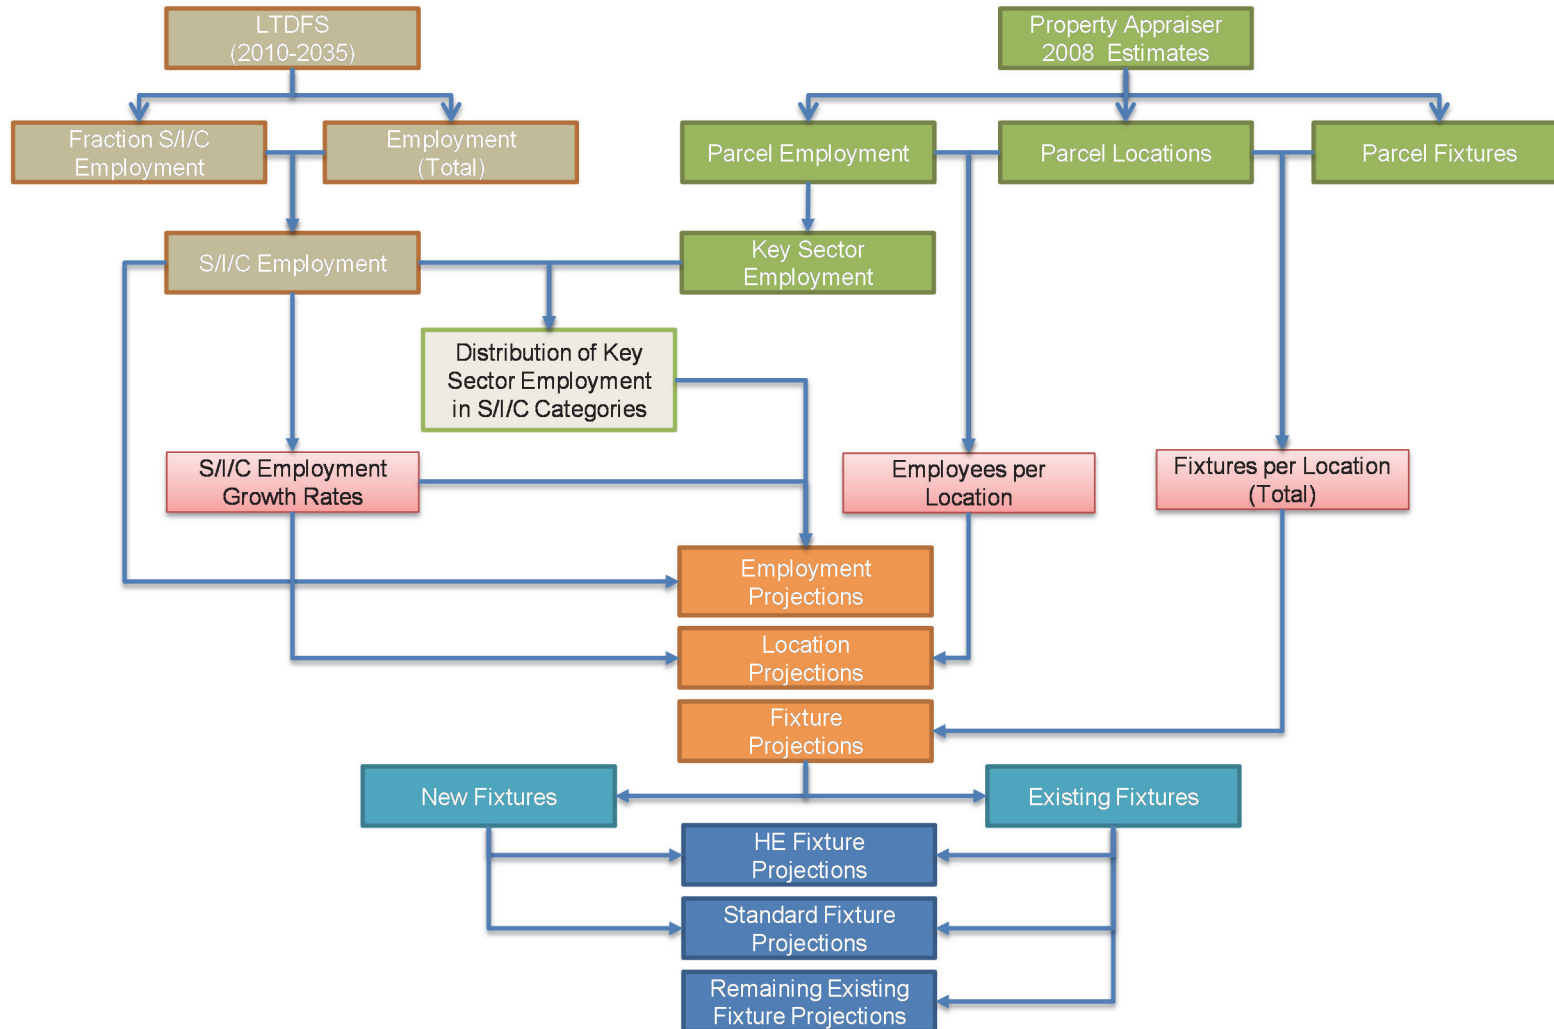 LTDFS
(2010-2035)
Property Appraiser
2008 Estimates
Fraction S/I/C
Employment
Employment
(Total)
Parcel Employment
Parcel Locations
Parcel Fixtures
S/I/C Employment
Key Sector
Employment
Distribution of Key
Sector Employment
in S/I/C Categories
S/I/C Employment
Growth Rates
Employees per
Location
Fixtures per Location
(Total)
Employment
Projections
Location
Projections
Fixture
Projections
New Fixtures
Existing Fixtures
HE Fixture
Projections
Standard Fixture
Projections
Remaining Existing
Fixture Projections